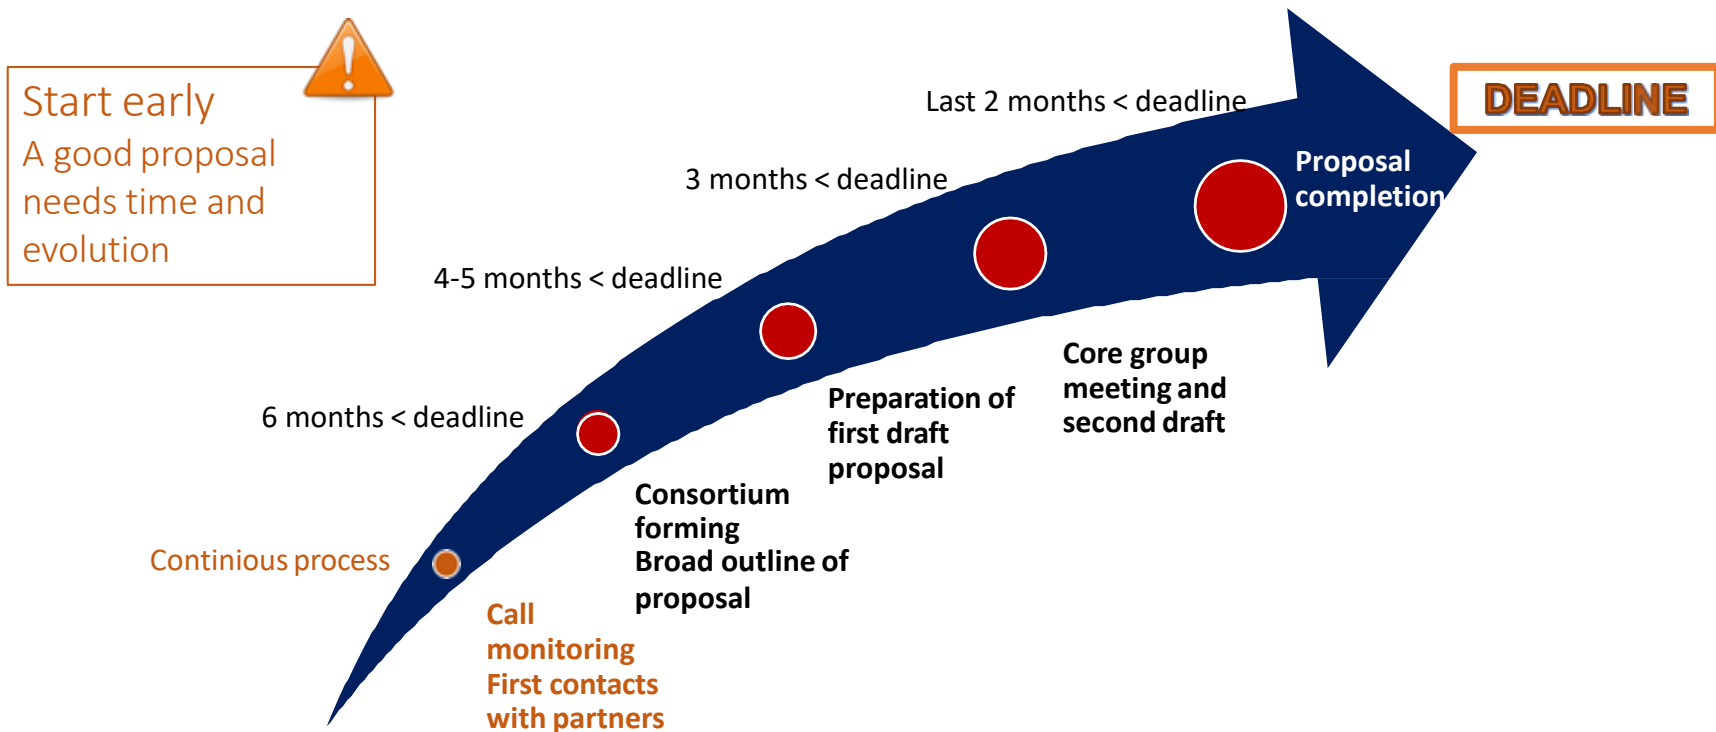 Start early
A good proposal
needs time and
evolution
DEADLINE
Last 2 months < deadline
Proposal
completion
3 months < deadline
Core group
meeting and
second draft
4-5 months < deadline
Preparation of
first draft
proposal
6 months < deadline
Consortium
forming
Broad outline of
proposal
Continious process
Call
monitoring
First contacts
with partners